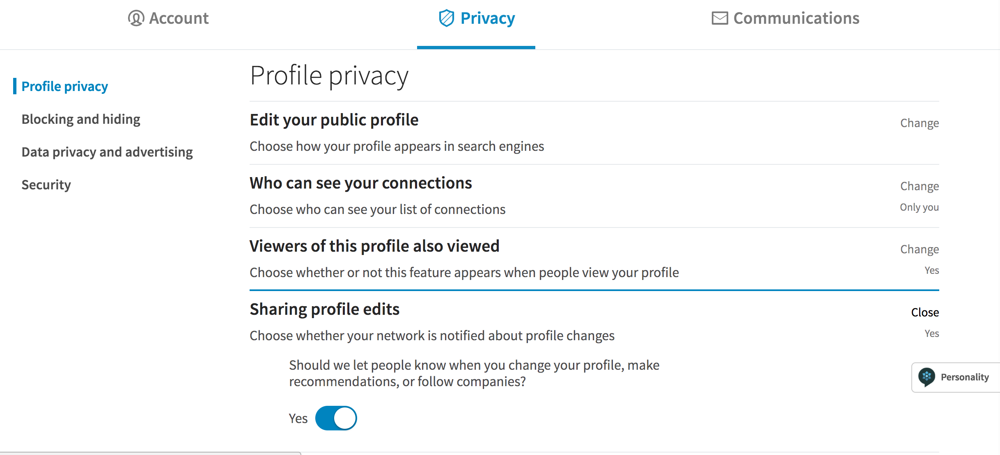 Account
Privacy
Communications
Profile privacy
Blocking and hiding
Data privacy and advertising
Security
Profile privacy
Edit your public profile
Change
Choose how your profile appears in search engines
Who can see your connections
Change
Choose who can see your list of connections
Only you
Viewers of this profile also viewed
Change
Choose whether or not this feature appears when people view your profile
Yes
Sharing profile edits
Close
Choose whether your network is notified about profile changes
Yes
Should we let people know when you change your profile, make
recommendations, or follow companies?
Personality
Yes